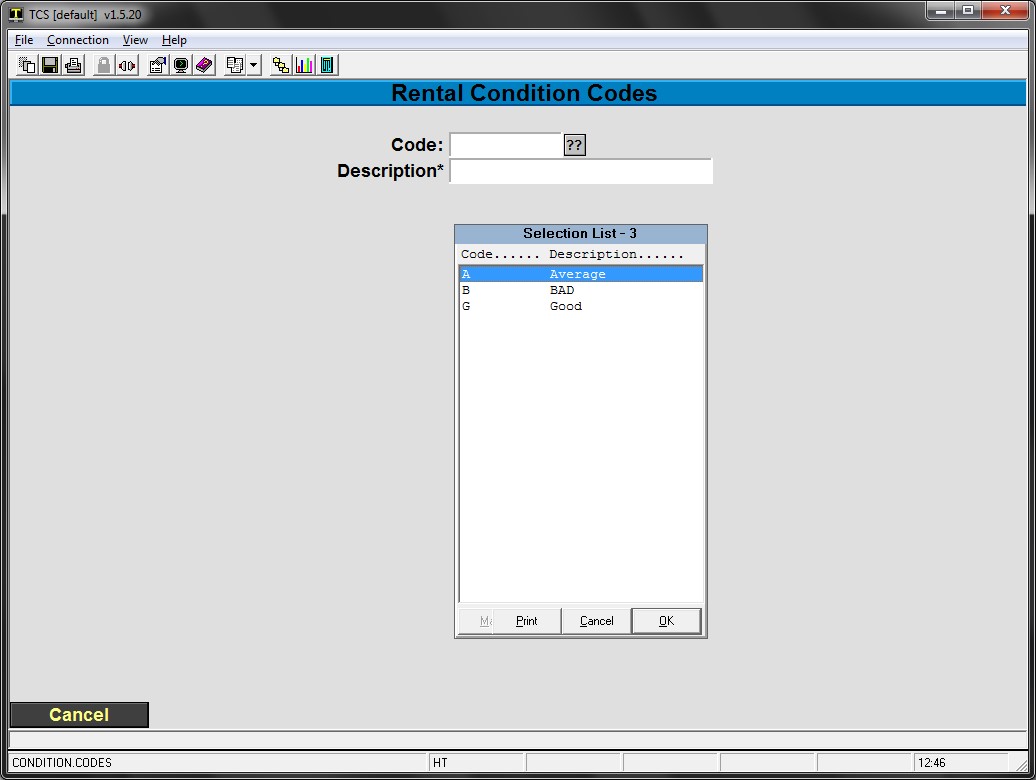 TCS [default] v1.5.20
File Connection View Help
Rental Condition Codes
Code: ??
Description*
Selection List - 3
Code...... Description......
A Average
B BAD
G Good
Print Cancel OK
Cancel
CONDITION.CODES HT 12:46